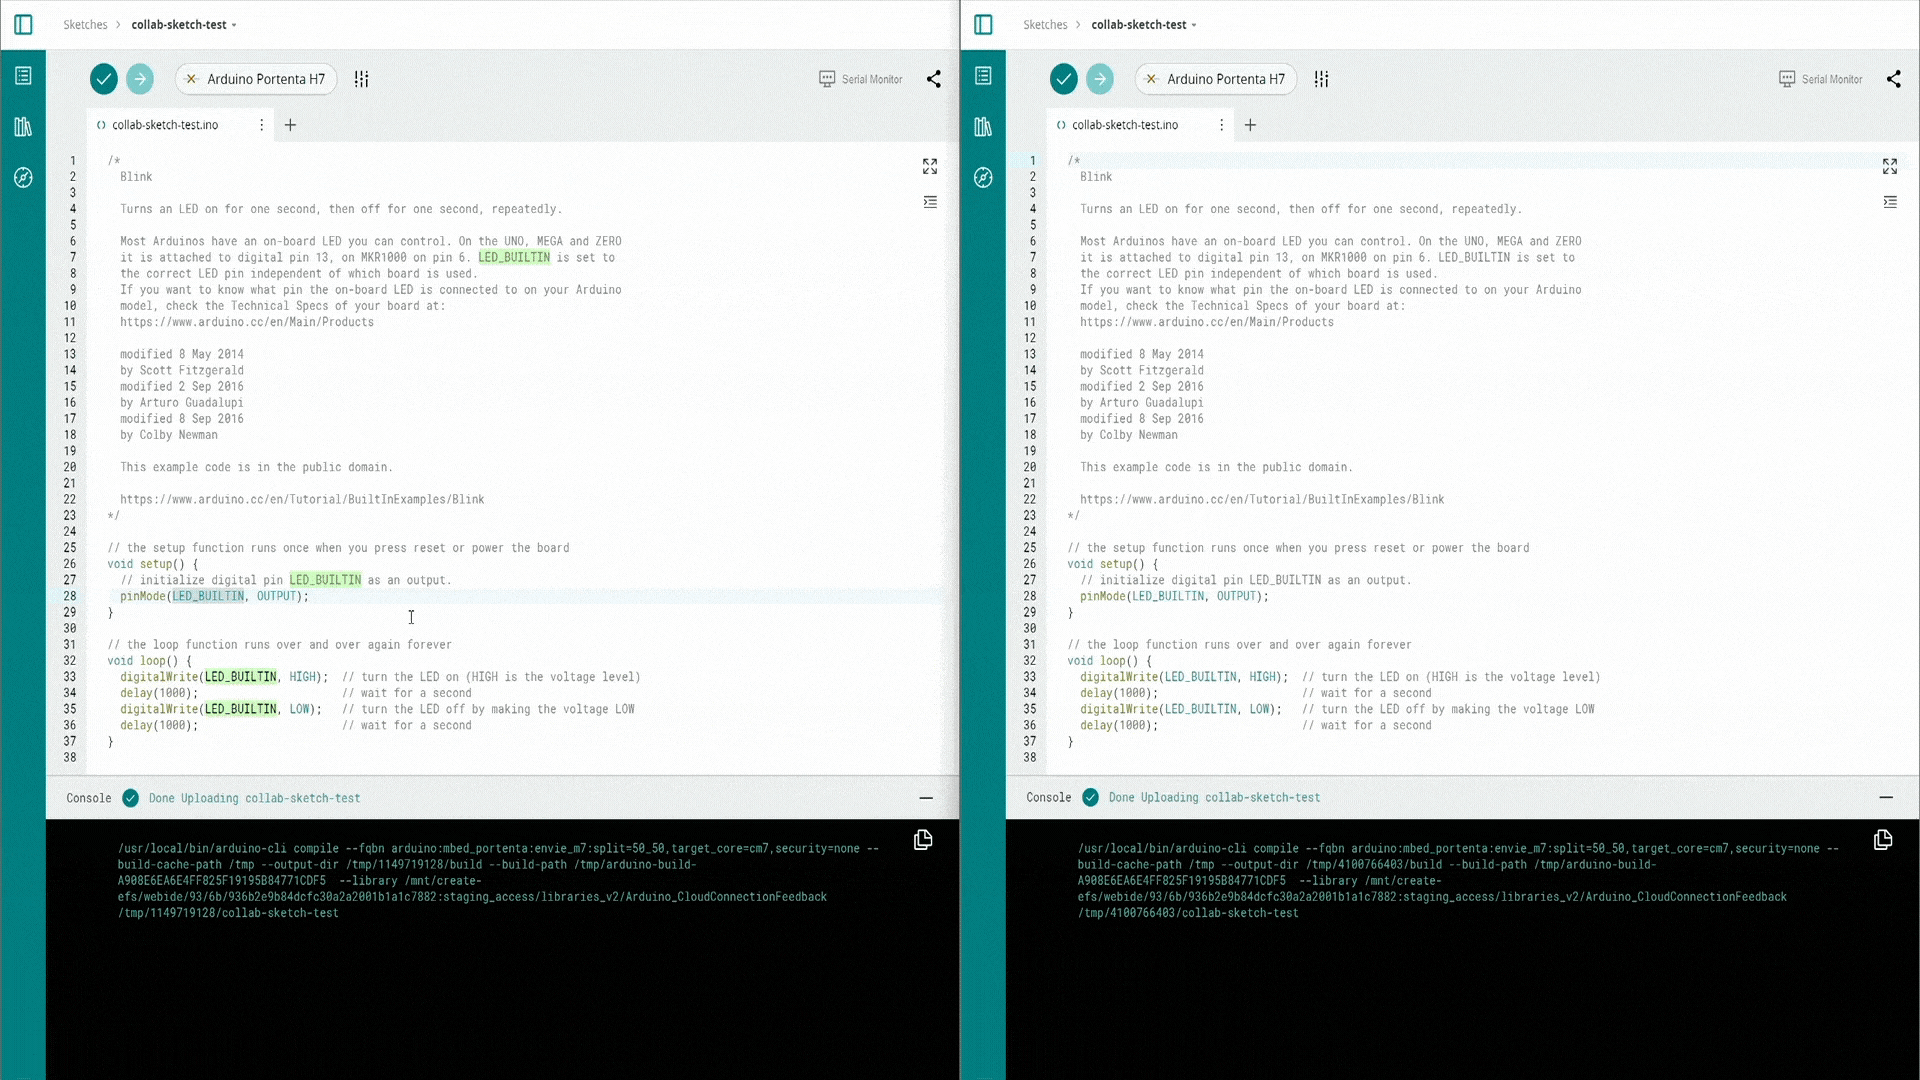 Sketches > collab-sketch-test
Arduino Portenta H7
Serial Monitor
collab-sketch-test.ino
1 /*
2 Blink
3
4 Turns an LED on for one second, then off for one second, repeatedly.
5
6 Most Arduinos have an on-board LED you can control. On the UNO, MEGA and ZERO
7 it is attached to digital pin 13, on MKR1000 on pin 6. LED_BUILTIN is set to
8 the correct LED pin independent of which board is used.
9 If you want to know what pin the on-board LED is connected to on your Arduino
10 model, check the Technical Specs of your board at:
11 https://www.arduino.cc/en/Main/Products
12
13 modified 8 May 2014
14 by Scott Fitzgerald
15 modified 2 Sep 2016
16 by Arturo Guadalupi
17 modified 8 Sep 2016
18 by Colby Newman
19
20 This example code is in the public domain.
21
22 https://www.arduino.cc/en/Tutorial/BuiltInExamples/Blink
23 */
24
25 // the setup function runs once when you press reset or power the board
26 void setup() {
27 // initialize digital pin LED_BUILTIN as an output.
28 pinMode(LED_BUILTIN, OUTPUT);
29 }
30
31 // the loop function runs over and over again forever
32 void loop() {
33 digitalWrite(LED_BUILTIN, HIGH); // turn the LED on (HIGH is the voltage level)
34 delay(1000); // wait for a second
35 digitalWrite(LED_BUILTIN, LOW); // turn the LED off by making the voltage LOW
36 delay(1000); // wait for a second
37 }
38
Console Done Uploading collab-sketch-test
/usr/local/bin/arduino-cli compile --fqbn arduino:mbed_portenta:envie_m7:split=50_50,target_core=cm7,security=none --
build-cache-path /tmp --output-dir /tmp/1149719128/build --build-path /tmp/arduino-build-
A908E6EA6E4FF825F19195B84771CDF5 --library /mnt/create-
efs/webide/93/6b/936b2e9b84dcfc30a2a2001b1a1c7882:staging_access/libraries_v2/Arduino_CloudConnectionFeedback
/tmp/1149719128/collab-sketch-test
Sketches > collab-sketch-test
Arduino Portenta H7
Serial Monitor
collab-sketch-test.ino
1 /*
2 Blink
3
4 Turns an LED on for one second, then off for one second, repeatedly.
5
6 Most Arduinos have an on-board LED you can control. On the UNO, MEGA and ZERO
7 it is attached to digital pin 13, on MKR1000 on pin 6. LED_BUILTIN is set to
8 the correct LED pin independent of which board is used.
9 If you want to know what pin the on-board LED is connected to on your Arduino
10 model, check the Technical Specs of your board at:
11 https://www.arduino.cc/en/Main/Products
12
13 modified 8 May 2014
14 by Scott Fitzgerald
15 modified 2 Sep 2016
16 by Arturo Guadalupi
17 modified 8 Sep 2016
18 by Colby Newman
19
20 This example code is in the public domain.
21
22 https://www.arduino.cc/en/Tutorial/BuiltInExamples/Blink
23 */
24
25 // the setup function runs once when you press reset or power the board
26 void setup() {
27 // initialize digital pin LED_BUILTIN as an output.
28 pinMode(LED_BUILTIN, OUTPUT);
29 }
30
31 // the loop function runs over and over again forever
32 void loop() {
33 digitalWrite(LED_BUILTIN, HIGH); // turn the LED on (HIGH is the voltage level)
34 delay(1000); // wait for a second
35 digitalWrite(LED_BUILTIN, LOW); // turn the LED off by making the voltage LOW
36 delay(1000); // wait for a second
37 }
38
Console Done Uploading collab-sketch-test
/usr/local/bin/arduino-cli compile --fqbn arduino:mbed_portenta:envie_m7:split=50_50,target_core=cm7,security=none --
build-cache-path /tmp --output-dir /tmp/4100766403/build --build-path /tmp/arduino-build-
A908E6EA6E4FF825F19195B84771CDF5 --library /mnt/create-
efs/webide/93/6b/936b2e9b84dcfc30a2a2001b1a1c7882:staging_access/libraries_v2/Arduino_CloudConnectionFeedback
/tmp/4100766403/collab-sketch-test